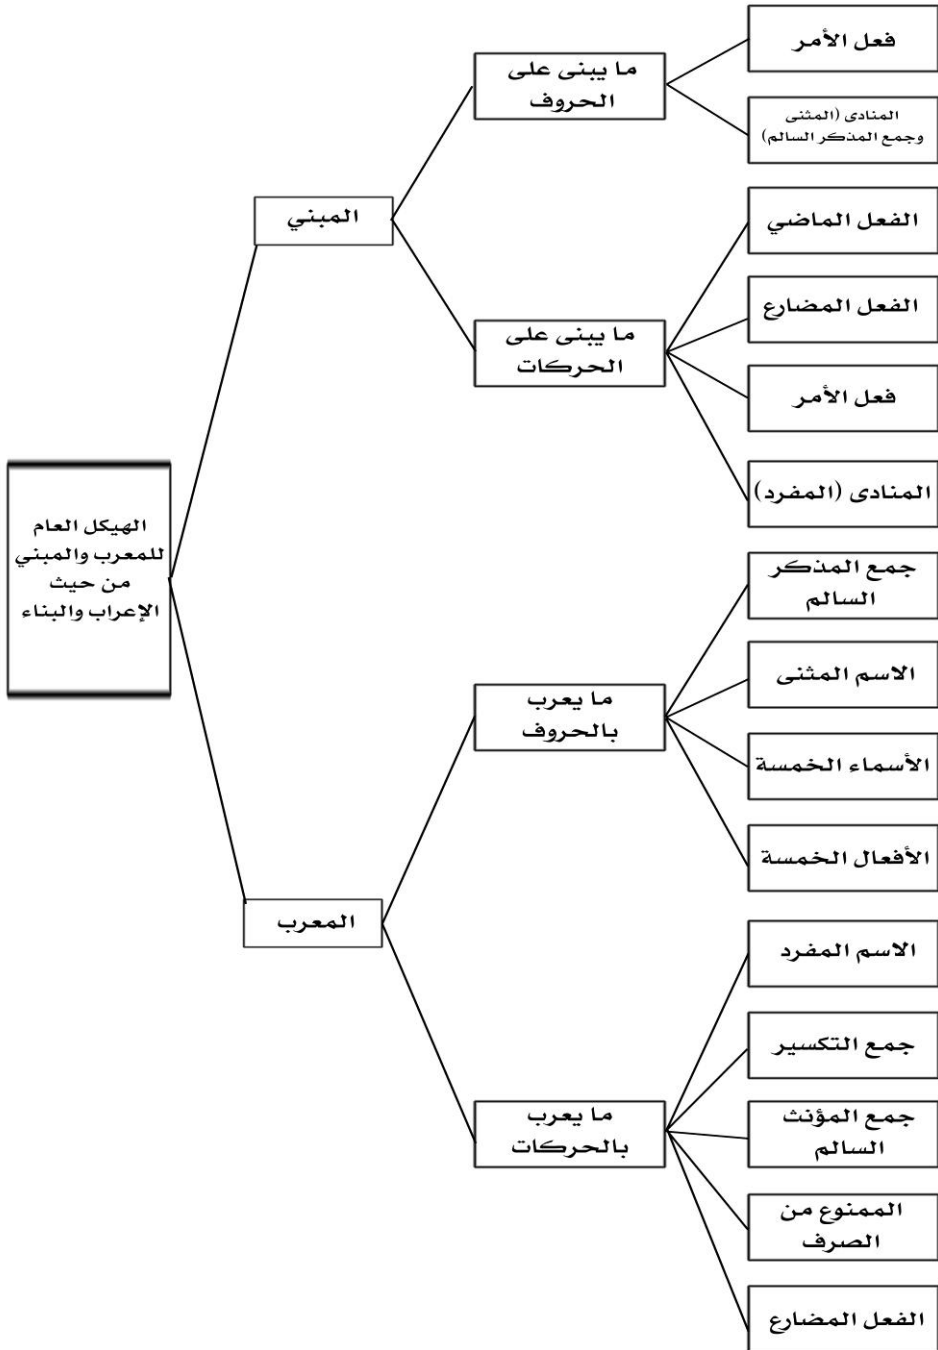 الهيكل العام
للمعرب والمبني
من حيث
الإعراب والبناء
المبني
ما يبنى على
الحروف
فعل الأمر
المنادى (المثنى
وجمع المذكر السالم)
ما يبنى على
الحركات
الفعل الماضي
الفعل المضارع
فعل الأمر
المنادى (المفرد)
المعرب
ما يعرب
بالحروف
جمع المذكر
السالم
الاسم المثنى
الأسماء الخمسة
الأفعال الخمسة
ما يعرب
بالحركات
الاسم المفرد
جمع التكسير
جمع المؤنث
السالم
الممنوع من
الصرف
الفعل المضارع